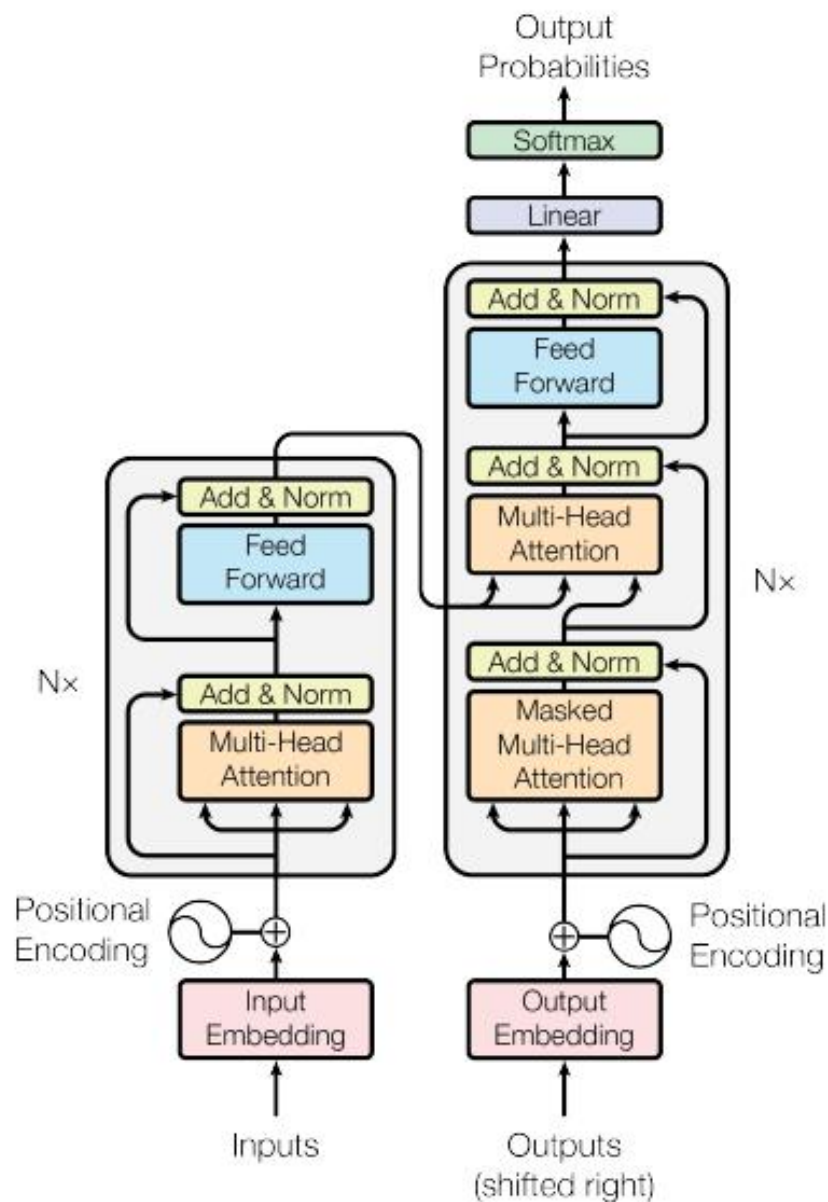 Output
Probabilities
Softmax
Linear
Add & Norm
Feed
Forward
Add & Norm
Multi-Head
Attention
Add & Norm
Masked
Multi-Head
Attention
Nx
Add & Norm
Feed
Forward
Add & Norm
Multi-Head
Attention
Nx
Positional
Encoding
Positional
Encoding
Input
Embedding
Output
Embedding
Inputs
Outputs
(shifted right)